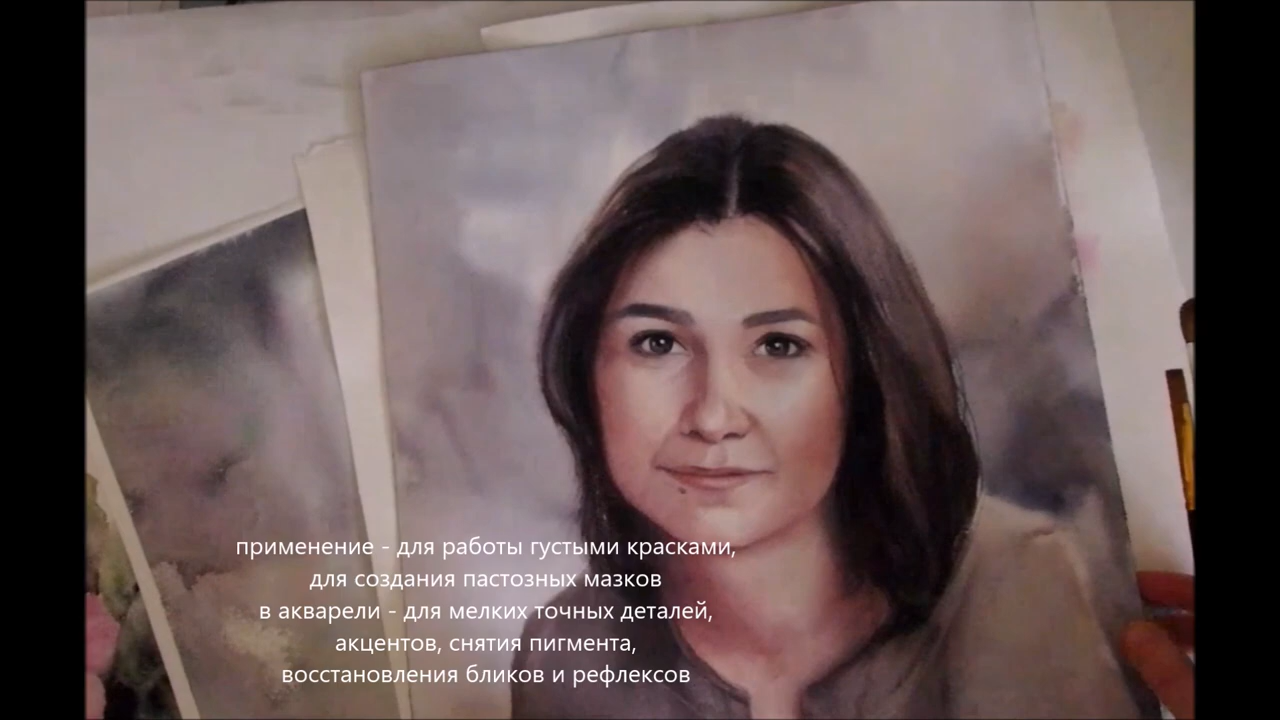 применение - для работы густыми красками,
для создания пастозных мазков
в акварели - для мелких точных деталей,
акцентов, снятия пигмента,
восстановления бликов и рефлексов